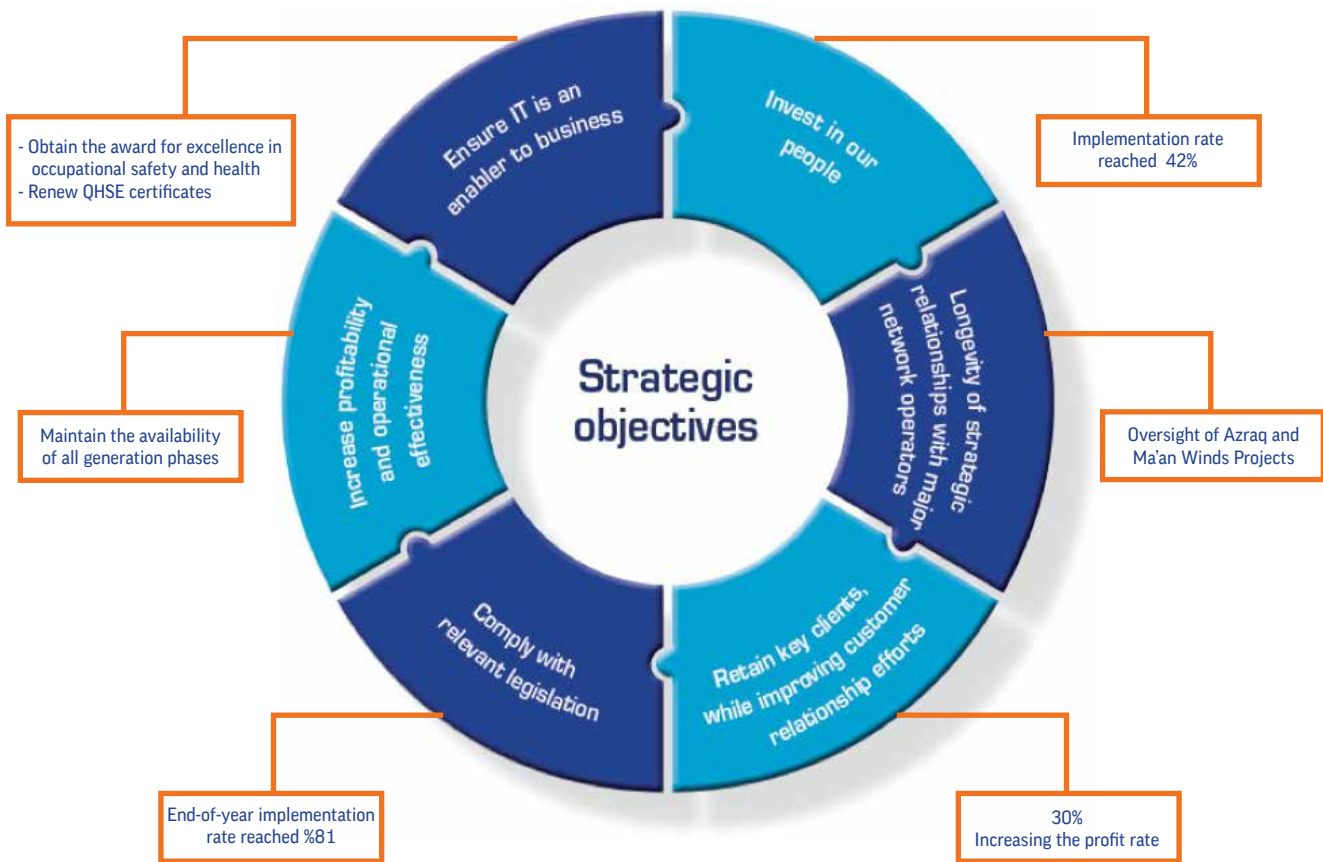 - Obtain the award for excellence in
occupational safety and health
- Renew QHSE certificates
Ensure IT is an
enabler to business
Invest in our
people
Implementation rate
reached 42%
Increase profitability
and operational
effectiveness
Strategic
objectives
Longevity of strategic
relationships with major
network operators
Maintain the availability
of all generation phases
Oversight of Azraq and
Ma’an Winds Projects
Comply with
relevant legislation
Retain key clients,
while improving customer
relationship efforts
End-of-year implementation
rate reached %81
30%
Increasing the profit rate